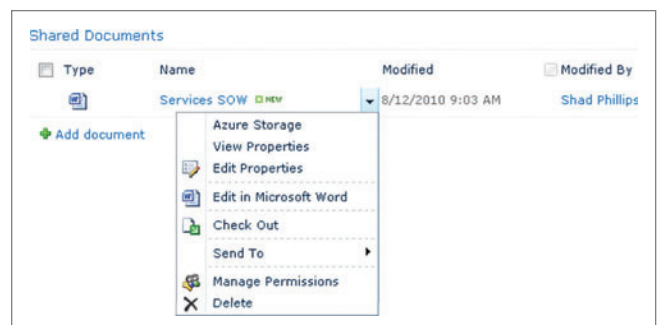 Shared Documents
Type Name Modified Modified By
Services SOW NEW 8/12/2010 9:03 AM Shad Phillips
Add document
Azure Storage
View Properties
Edit Properties
Edit in Microsoft Word
Check Out
Send To
Manage Permissions
Delete